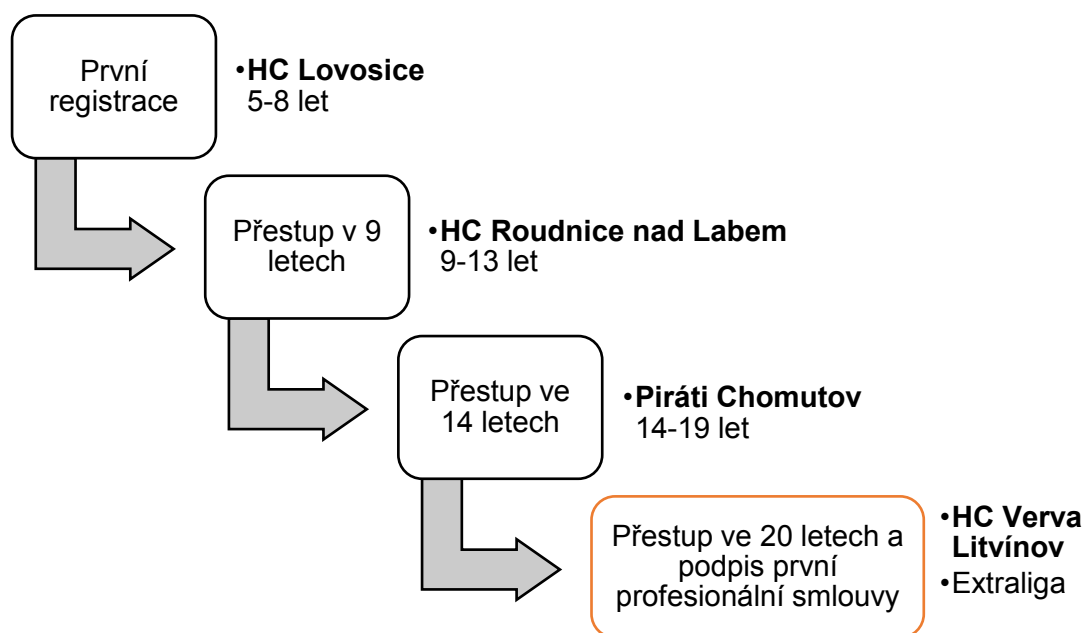 První
registrace
•HC Lovosice
5-8 let
Přestup v 9
letech
•HC Roudnice nad Labem
9-13 let
Přestup ve
14 letech
•Piráti Chomutov
14-19 let
Přestup ve 20 letech a
podpis první
profesionální smlouvy
•HC Verva
Litvínov
•Extraliga